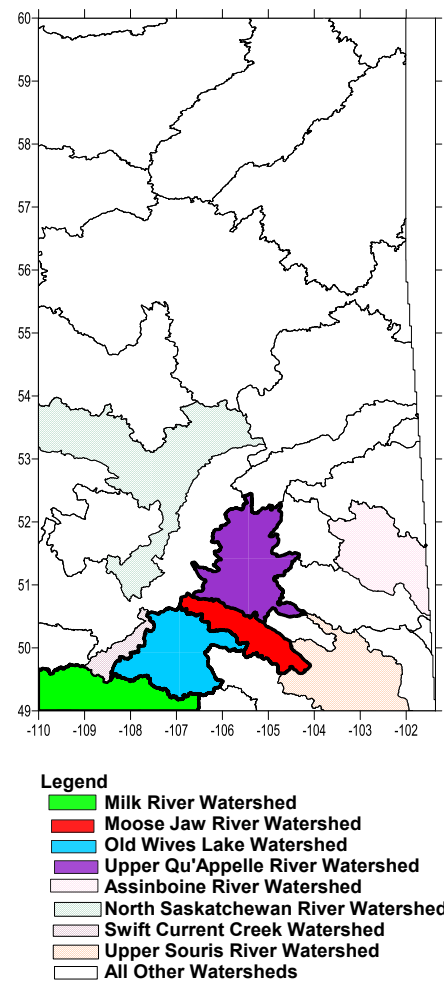 60
59
58
57
56
55
54
53
52
51
50
49
-110 -109 -108 -107 -106 -105 -104 -103 -102
Legend
Milk River Watershed
Moose Jaw River Watershed
Old Wives Lake Watershed
Upper Qu'Appelle River Watershed
Assinboine River Watershed
North Saskatchewan River Watershed
Swift Current Creek Watershed
Upper Souris River Watershed
All Other Watersheds